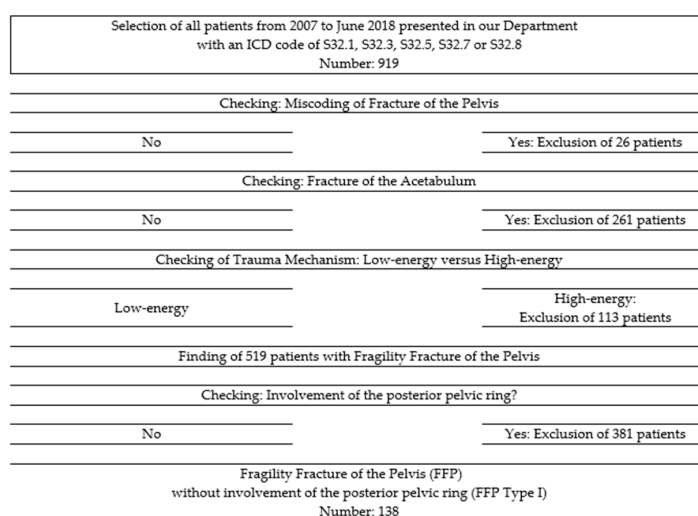 Selection of all patients from 2007 to June 2018 presented in our Department
with an ICD code of S32.1, S32.3, S32.5, S32.7 or S32.8
Number: 919
Checking: Miscoding of Fracture of the Pelvis
No
Yes: Exclusion of 26 patients
Checking: Fracture of the Acetabulum
No
Yes: Exclusion of 261 patients
Checking of Trauma Mechanism: Low-energy versus High-energy
Low-energy
High-energy:
Exclusion of 113 patients
Finding of 519 patients with Fragility Fracture of the Pelvis
Checking: Involvement of the posterior pelvic ring?
No
Yes: Exclusion of 381 patients
Fragility Fracture of the Pelvis (FFP)
without involvement of the posterior pelvic ring (FFP Type I)
Number: 138